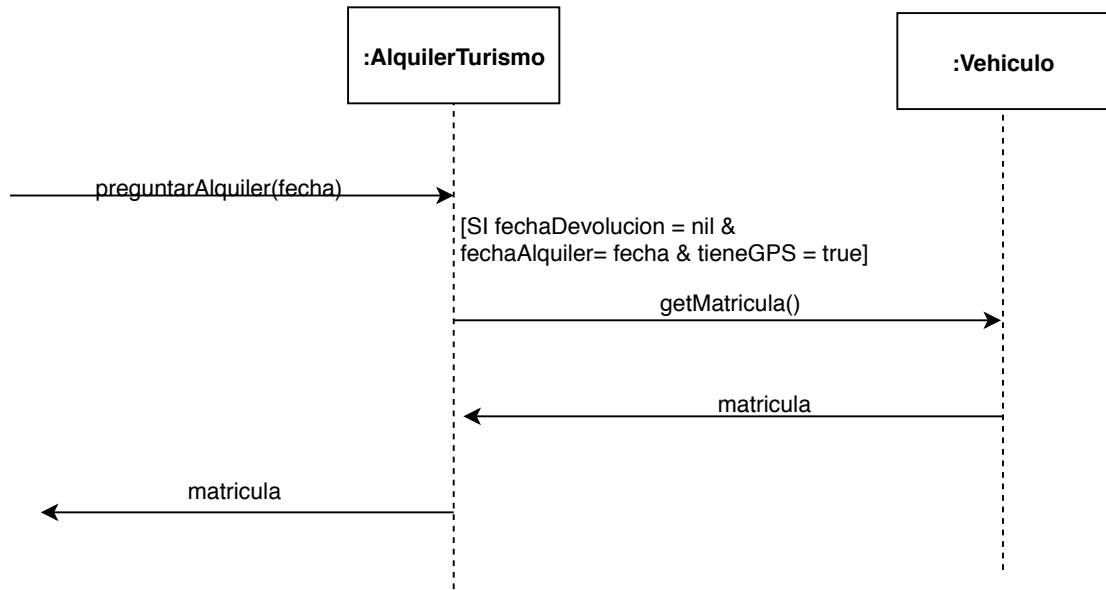 :AlquilerTurismo
:Vehiculo
preguntarAlquiler(fecha)
[SI fechaDevolucion = nil &
fechaAlquiler= fecha & tieneGPS = true]
getMatricula()
matricula
matricula